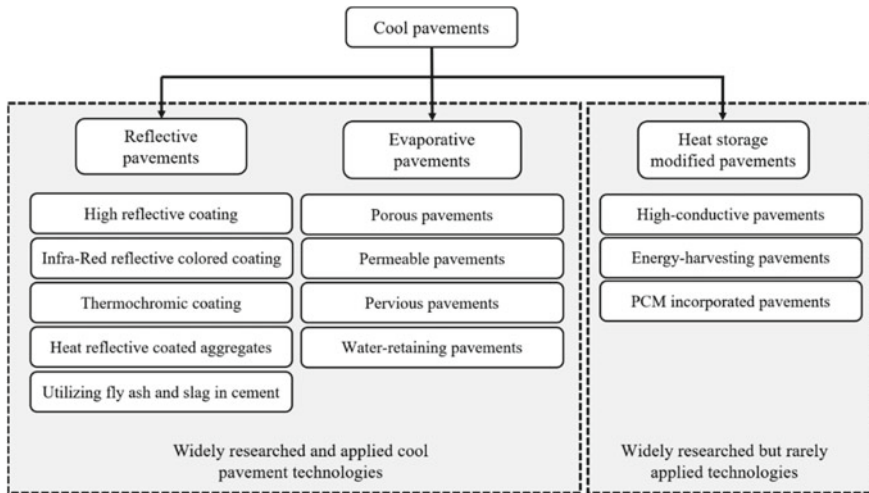 Cool pavements
Reflective
pavements
High reflective coating
Infra-Red reflective colored coating
Thermochromic coating
Heat reflective coated aggregates
Utilizing fly ash and slag in cement
Evaporative
pavements
Porous pavements
Permeable pavements
Pervious pavements
Water-retaining pavements
Widely researched and applied cool
pavement technologies
Heat storage
modified pavements
High-conductive pavements
Energy-harvesting pavements
PCM incorporated pavements
Widely researched but rarely
applied technologies